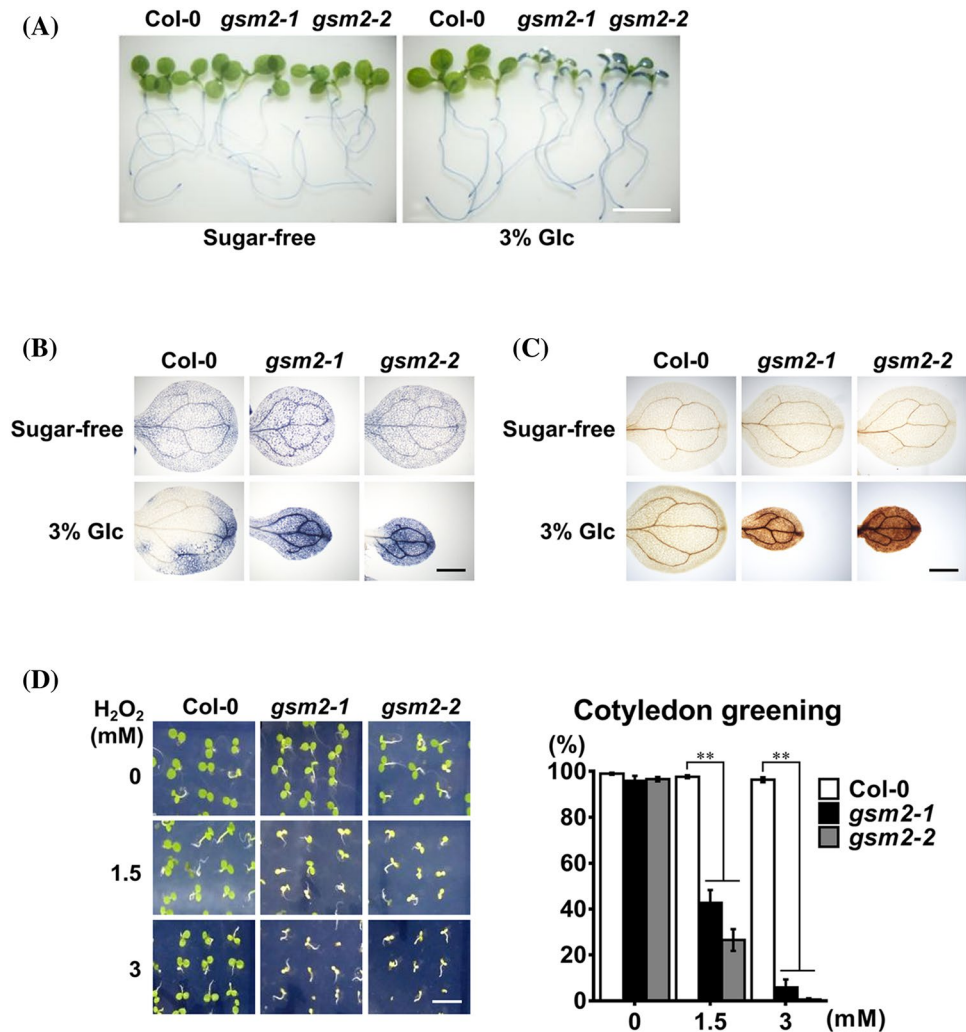 (A)
Col-0 gsm2-1 gsm2-2 Col-0 gsm2-1 gsm2-2
Sugar-free 3% Glc
(B)
Col-0 gsm2-1 gsm2-2
Sugar-free
3% Glc
(C)
Col-0 gsm2-1 gsm2-2
Sugar-free
3% Glc
(D)
H₂O₂
(mM)
Col-0 gsm2-1 gsm2-2
0
1.5
3
Cotyledon greening
(%)
100
80
60
40
20
0
** **
Col-0
gsm2-1
gsm2-2
0 1.5 3 (mM)